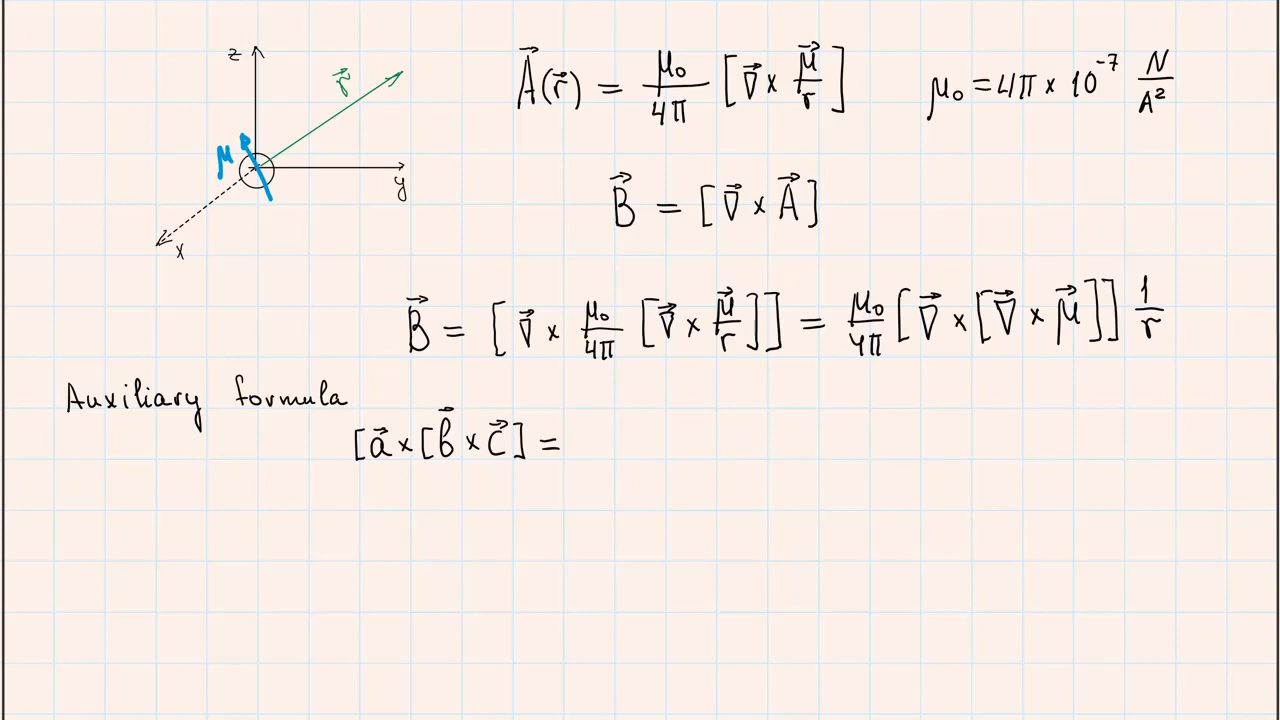 z
r⃗
μ
y
x
A⃗(r⃗) = μ₀/4π [∇⃗ × μ⃗/r]
μ₀ = 4π × 10⁻⁷ N/A²
B⃗ = [∇⃗ × A⃗]
B⃗ = [∇⃗ × μ₀/4π [∇⃗ × μ⃗/r]] = μ₀/4π [∇⃗ × [∇⃗ × μ⃗]] 1/r
Auxiliary formula
[a⃗ × [b⃗ × c⃗] =